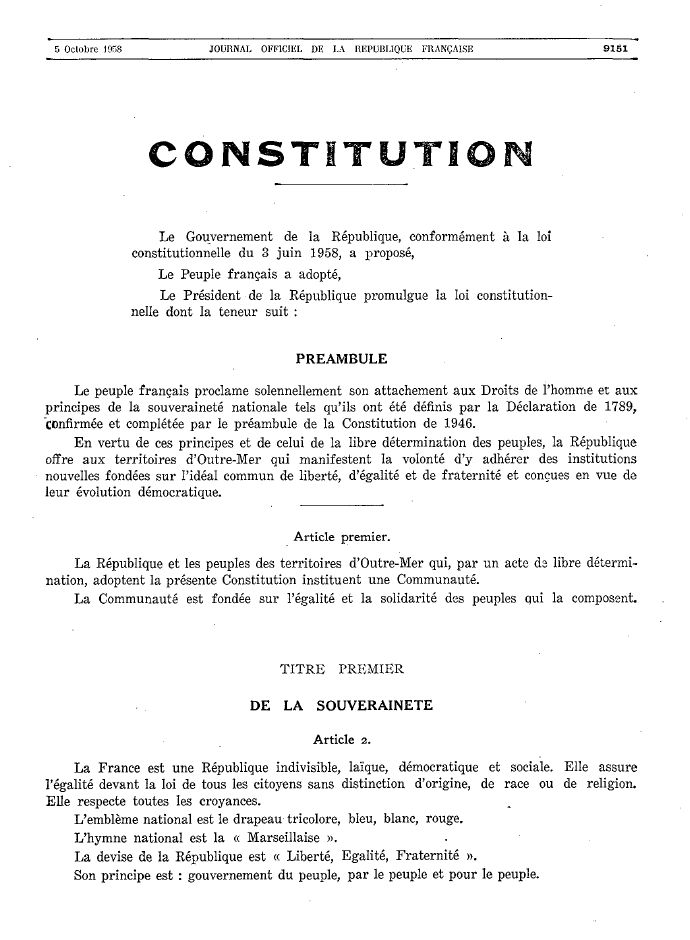 5 Octobre 1958 JOURNAL OFFICIEL DE LA REPUBLIQUE FRANÇAISE 9151
CONSTITUTION
Le Gouvernement de la République, conformément à la loi
constitutionnelle du 3 juin 1958, a proposé,
Le Peuple français a adopté,
Le Président de la République promulgue la loi constitution-
nelle dont la teneur suit :
PREAMBULE
Le peuple français proclame solennellement son attachement aux Droits de l'homme et aux
principes de la souveraineté nationale tels qu'ils ont été définis par la Déclaration de 1789,
confirmée et complétée par le préambule de la Constitution de 1946.
En vertu de ces principes et de celui de la libre détermination des peuples, la République
offre aux territoires d'Outre-Mer qui manifestent la volonté d'y adhérer des institutions
nouvelles fondées sur l'idéal commun de liberté, d'égalité et de fraternité et conçues en vue de
leur évolution démocratique.
Article premier.
La République et les peuples des territoires d'Outre-Mer qui, par un acte de libre détermi-
nation, adoptent la présente Constitution instituent une Communauté.
La Communauté est fondée sur l'égalité et la solidarité des peuples qui la composent.
TITRE PREMIER
DE LA SOUVERAINETE
Article 2.
La France est une République indivisible, laïque, démocratique et sociale. Elle assure
l'égalité devant la loi de tous les citoyens sans distinction d'origine, de race ou de religion.
Elle respecte toutes les croyances.
L'emblème national est le drapeau tricolore, bleu, blanc, rouge.
L'hymne national est la « Marseillaise ».
La devise de la République est « Liberté, Egalité, Fraternité ».
Son principe est : gouvernement du peuple, par le peuple et pour le peuple.